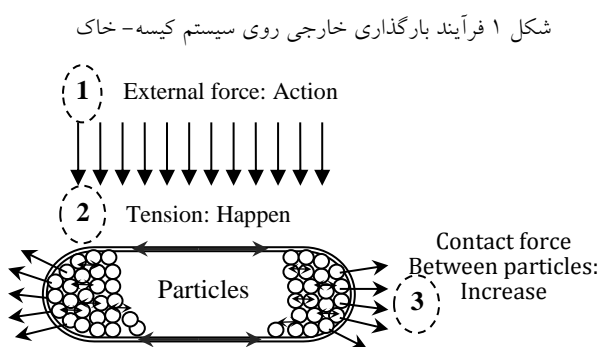 شکل ۱ فرآیند بارگذاری خارجی روی سیستم کیسه- خاک
1 External force: Action
2 Tension: Happen
Particles
Contact force
Between particles:
Increase
3